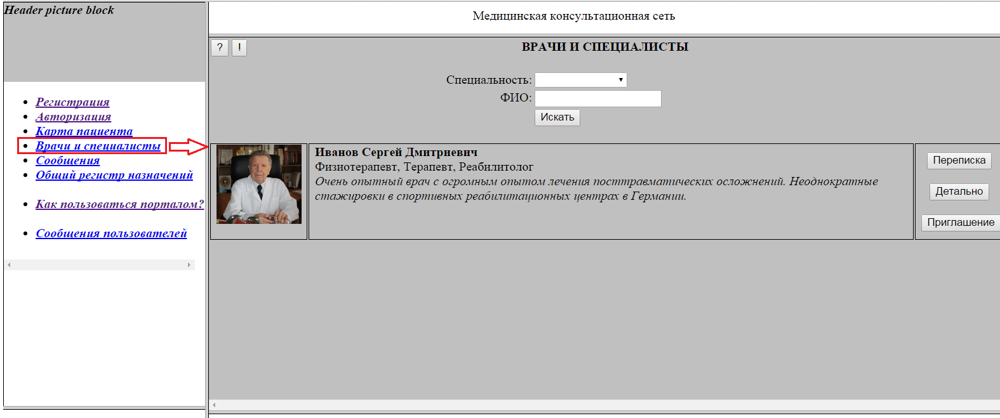 Header picture block
Регистрация
Авторизация
Карта пациента
Врачи и специалисты
Сообщения
Общий регистр назначений
Как пользоваться порталом?
Сообщения пользователей
Медицинская консультационная сеть
? !
ВРАЧИ И СПЕЦИАЛИСТЫ
Специальность:
ФИО:
Искать
Иванов Сергей Дмитриевич
Физиотерапевт, Терапевт, Реабилитолог
Очень опытный врач с огромным опытом лечения посттравматических осложнений. Неоднократные
стажировки в спортивных реабилитационных центрах в Германии.
Переписка
Детально
Приглашение